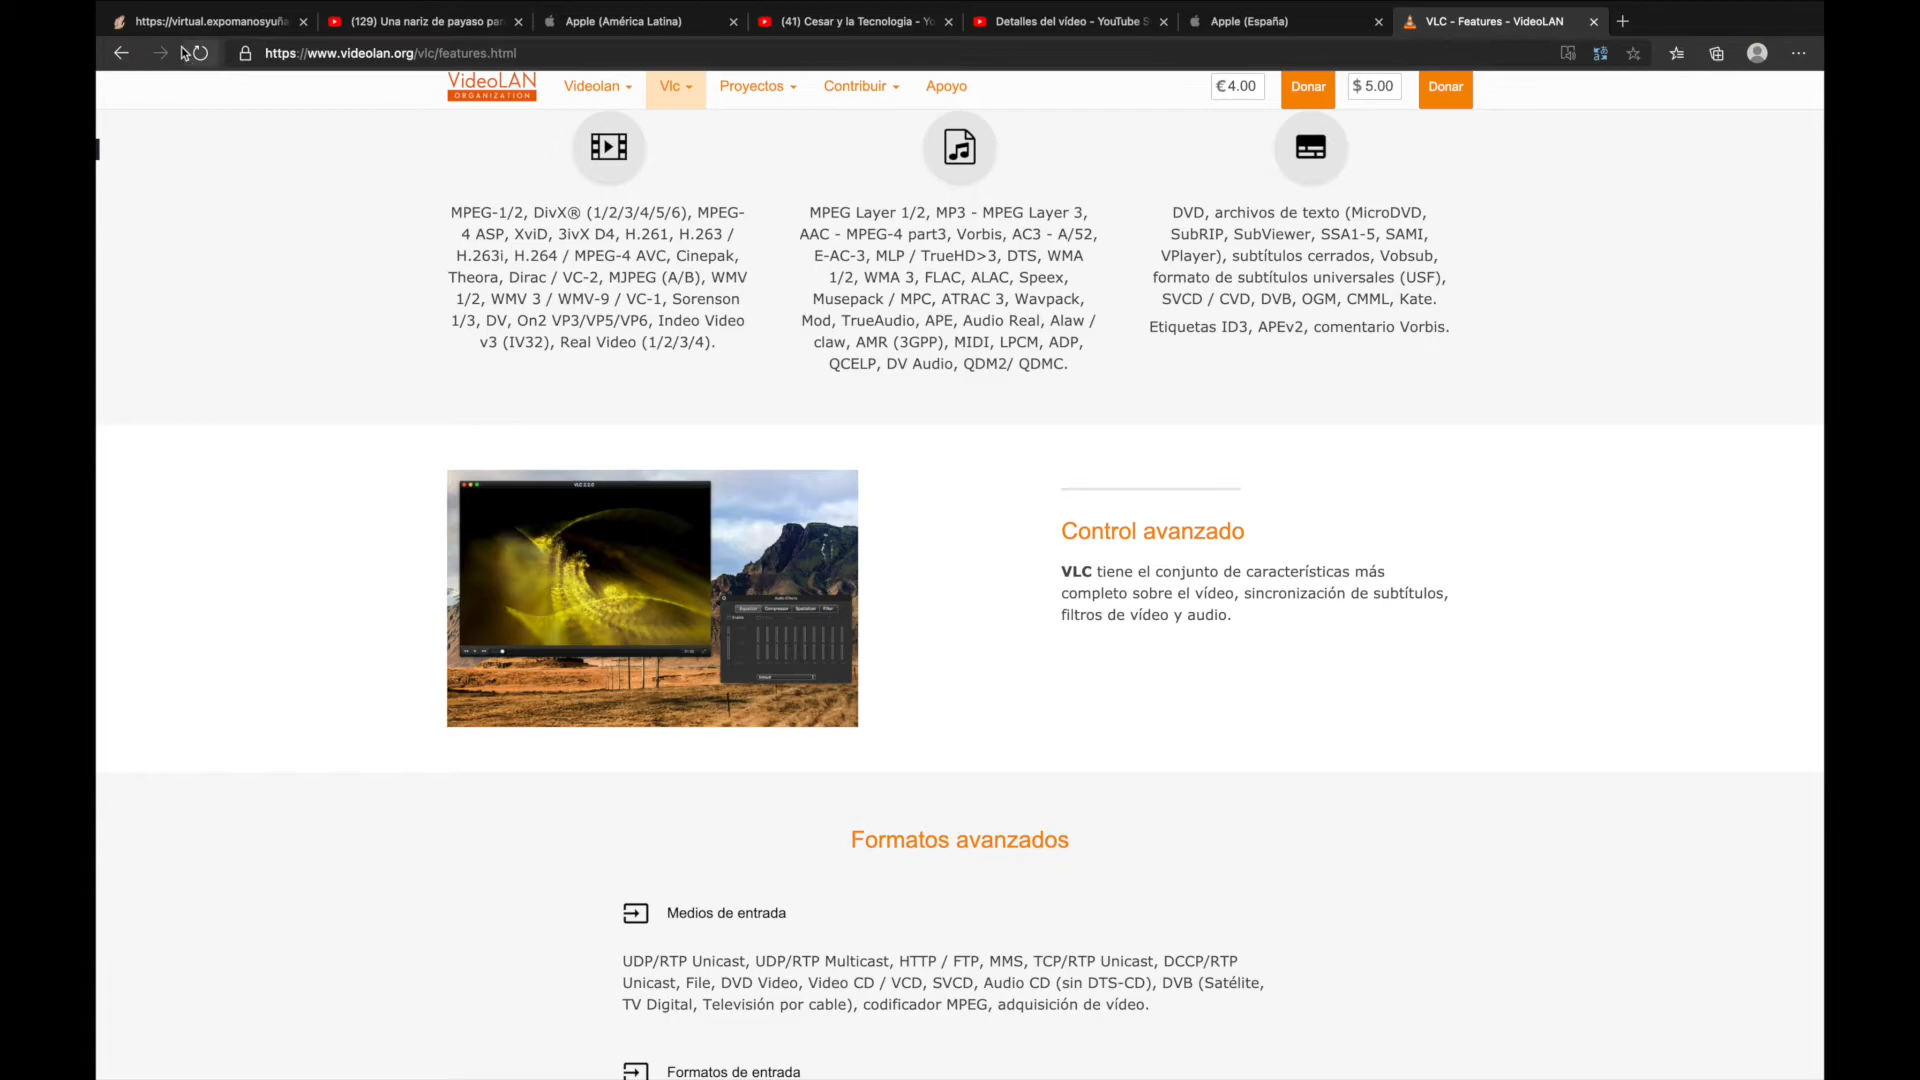 https://virtual.expomanosyuña
(129) Una nariz de payaso par
Apple (América Latina)
(41) Cesar y la Tecnologia - Yo
Detalles del vídeo - YouTube S
Apple (España)
VLC - Features - VideoLAN
https://www.videolan.org/vlc/features.html
VideoLAN
ORGANIZATION
Videolan
Vlc
Proyectos
Contribuir
Apoyo
€ 4.00
Donar
$ 5.00
Donar
MPEG-1/2, DivX® (1/2/3/4/5/6), MPEG-
4 ASP, XviD, 3ivX D4, H.261, H.263 /
H.263i, H.264 / MPEG-4 AVC, Cinepak,
Theora, Dirac / VC-2, MJPEG (A/B), WMV
1/2, WMV 3 / WMV-9 / VC-1, Sorenson
1/3, DV, On2 VP3/VP5/VP6, Indeo Video
v3 (IV32), Real Video (1/2/3/4).
MPEG Layer 1/2, MP3 - MPEG Layer 3,
AAC - MPEG-4 part3, Vorbis, AC3 - A/52,
E-AC-3, MLP / TrueHD>3, DTS, WMA
1/2, WMA 3, FLAC, ALAC, Speex,
Musepack / MPC, ATRAC 3, Wavpack,
Mod, TrueAudio, APE, Audio Real, Alaw /
claw, AMR (3GPP), MIDI, LPCM, ADP,
QCELP, DV Audio, QDM2/ QDMC.
DVD, archivos de texto (MicroDVD,
SubRIP, SubViewer, SSA1-5, SAMI,
VPlayer), subtítulos cerrados, Vobsub,
formato de subtítulos universales (USF),
SVCD / CVD, DVB, OGM, CMML, Kate.
Etiquetas ID3, APEv2, comentario Vorbis.
Audio Effects
Equalizer
Compressor
Spatializer
Filter
Enable
Default
Control avanzado
VLC tiene el conjunto de características más
completo sobre el vídeo, sincronización de subtítulos,
filtros de vídeo y audio.
Formatos avanzados
Medios de entrada
UDP/RTP Unicast, UDP/RTP Multicast, HTTP / FTP, MMS, TCP/RTP Unicast, DCCP/RTP
Unicast, File, DVD Video, Video CD / VCD, SVCD, Audio CD (sin DTS-CD), DVB (Satélite,
TV Digital, Televisión por cable), codificador MPEG, adquisición de vídeo.
Formatos de entrada